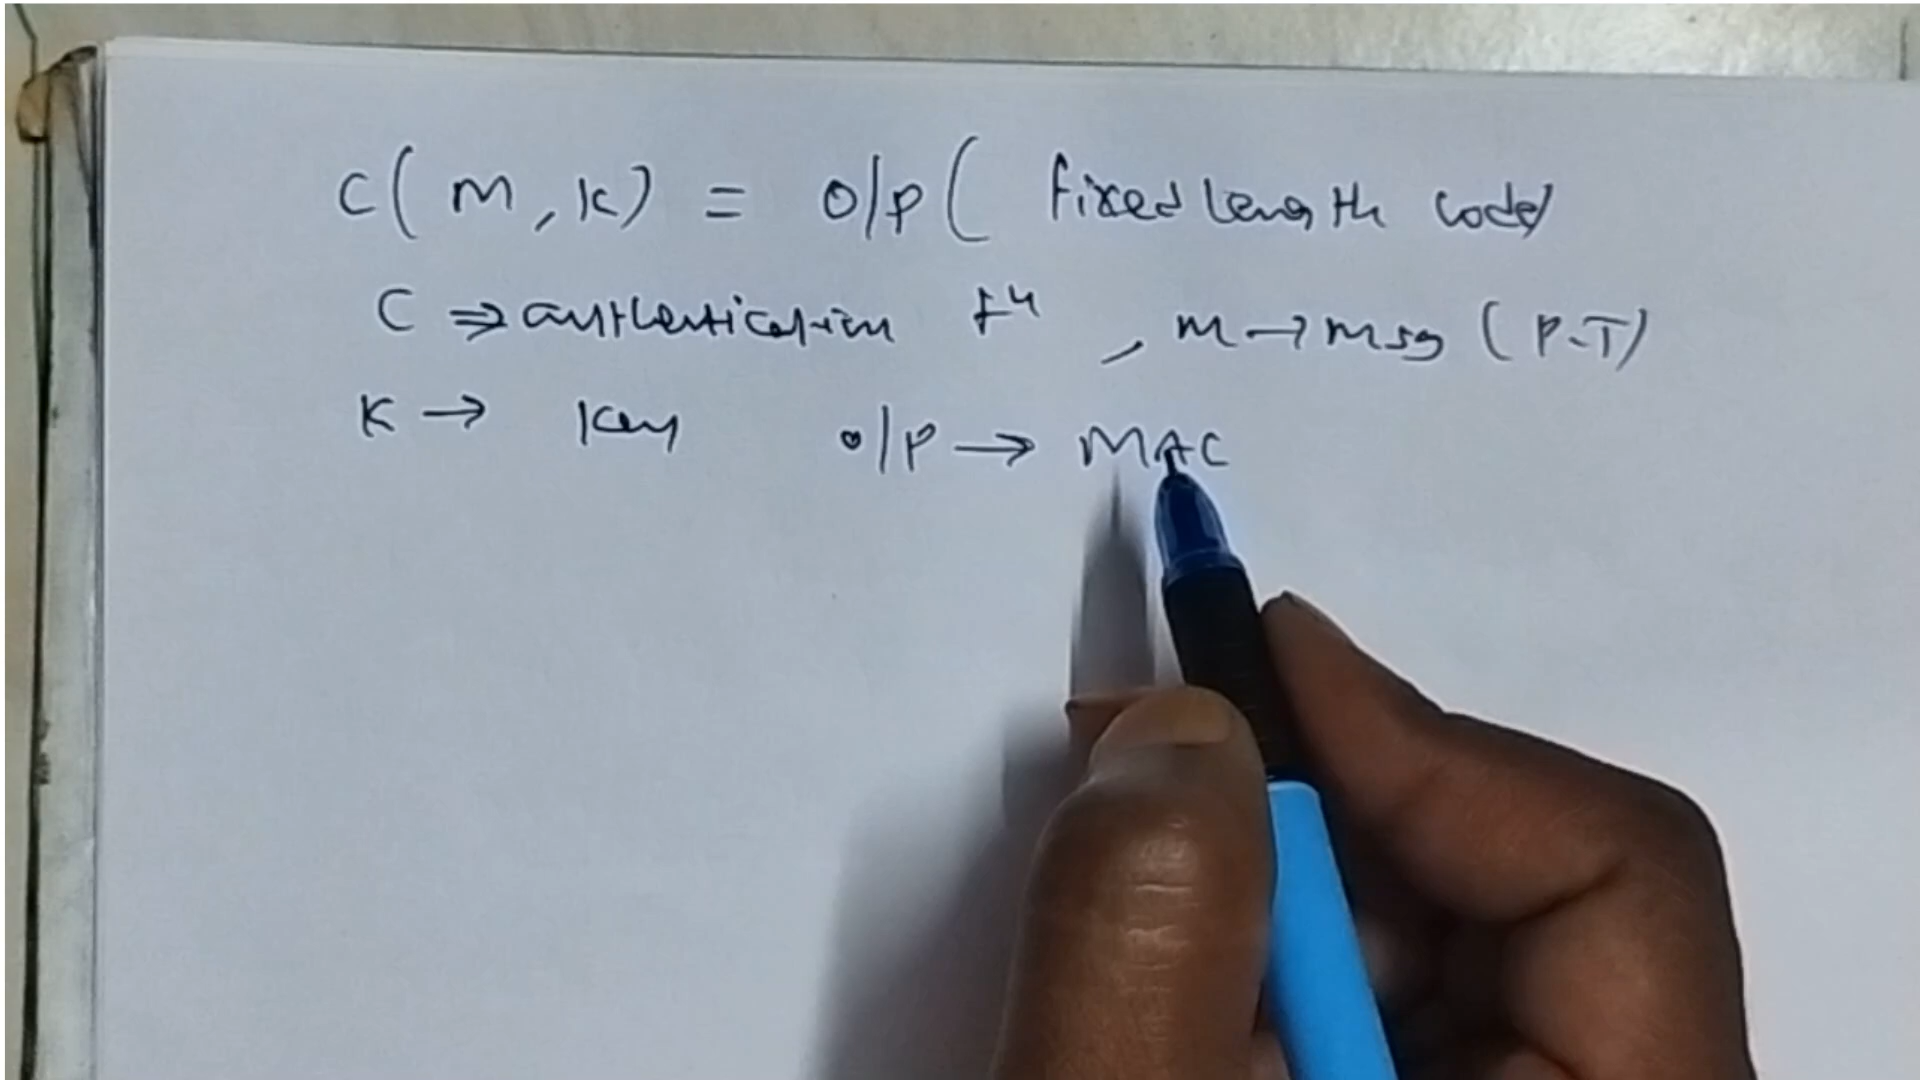 C( M, K) = O/P ( Fixed length code)
C ⇒ authentication fn, M → msg (P.T)
K → Key O/P → MAC